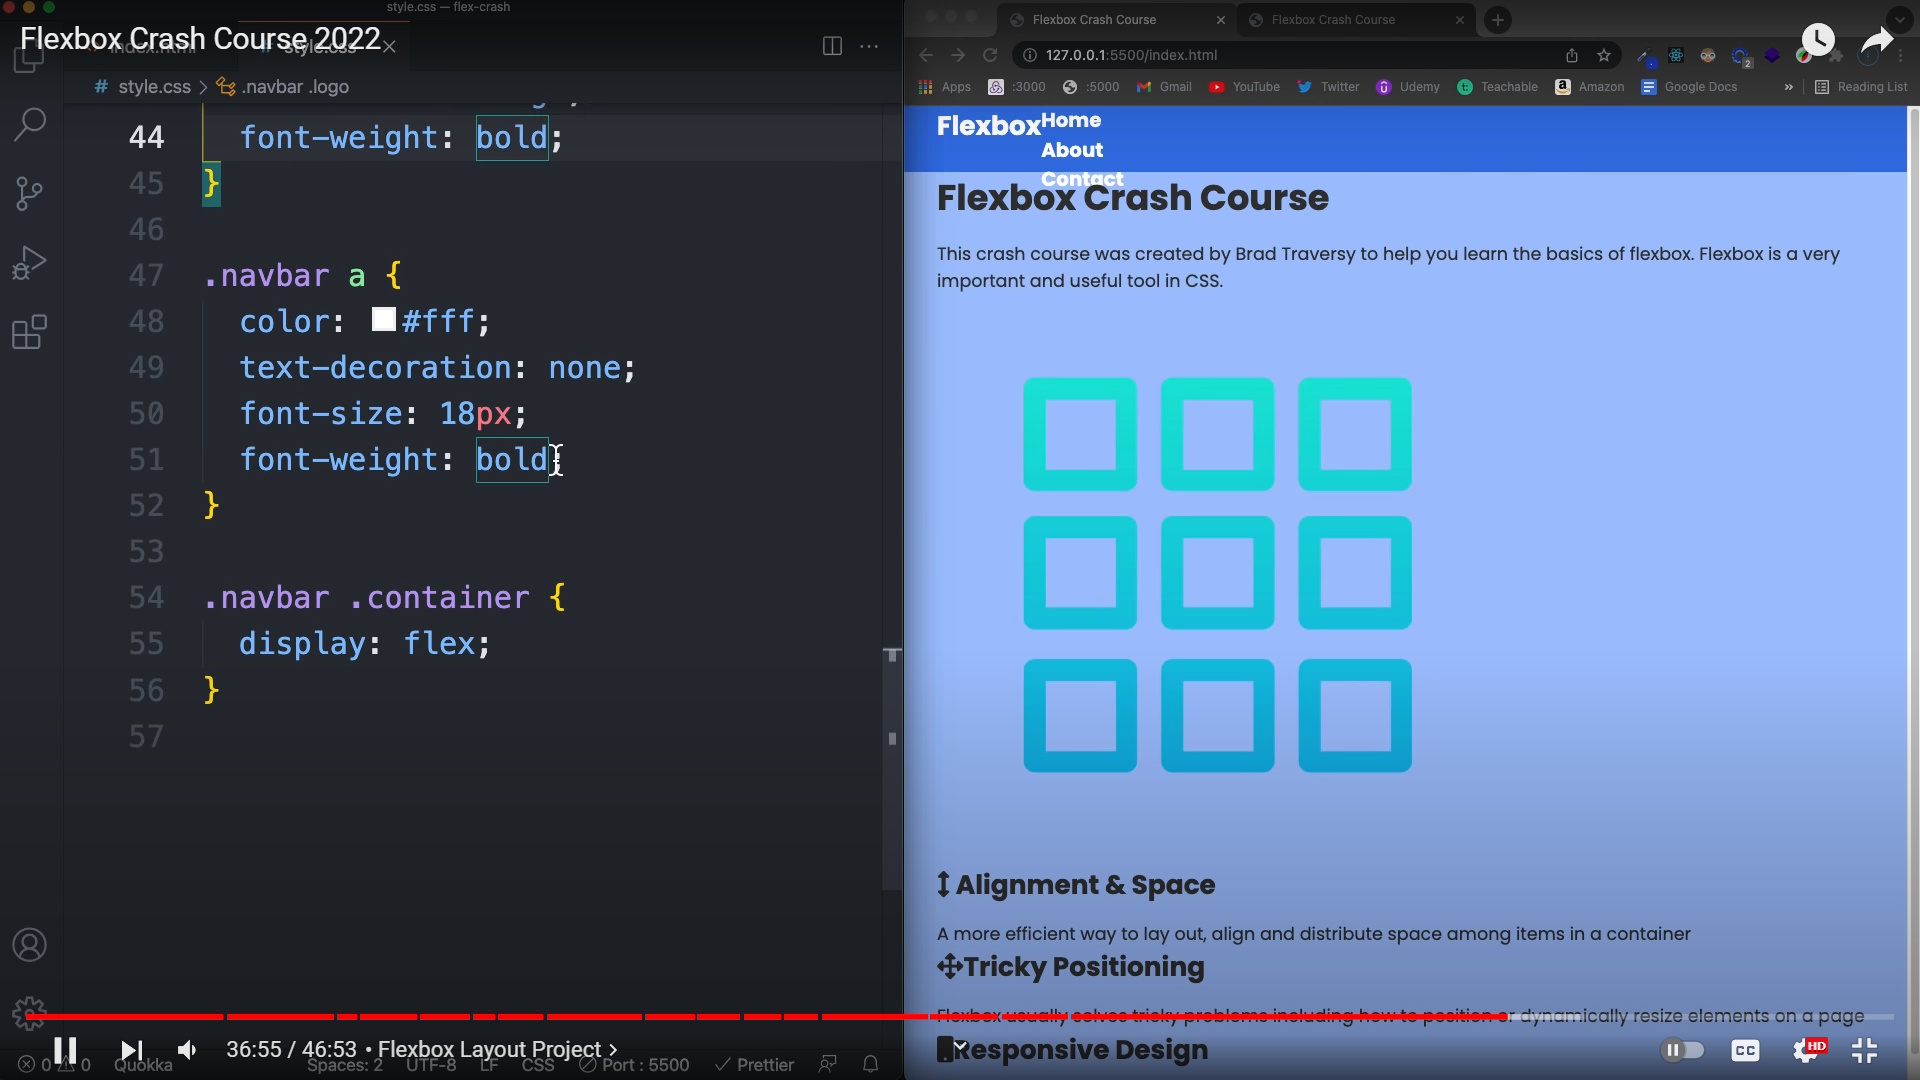 style.css — flex-crash
Flexbox Crash Course 2022
style.css
# style.css > .navbar .logo
44 font-weight: bold;
45 }
46
47 .navbar a {
48 color: #fff;
49 text-decoration: none;
50 font-size: 18px;
51 font-weight: bold;
52 }
53
54 .navbar .container {
55 display: flex;
56 }
57
36:55 / 46:53 • Flexbox Layout Project >
0 0 Quokka Spaces: 2 UTF-8 LF CSS Port : 5500 Prettier
Flexbox Crash Course
Flexbox Crash Course
127.0.0.1:5500/index.html
2
Apps :3000 :5000 Gmail YouTube Twitter Udemy Teachable Amazon Google Docs » Reading List
Flexbox
Home
About
Contact
Flexbox Crash Course
This crash course was created by Brad Traversy to help you learn the basics of flexbox. Flexbox is a very
important and useful tool in CSS.
Alignment & Space
A more efficient way to lay out, align and distribute space among items in a container
Tricky Positioning
Flexbox usually solves tricky problems including how to position or dynamically resize elements on a page
Responsive Design
CC
HD